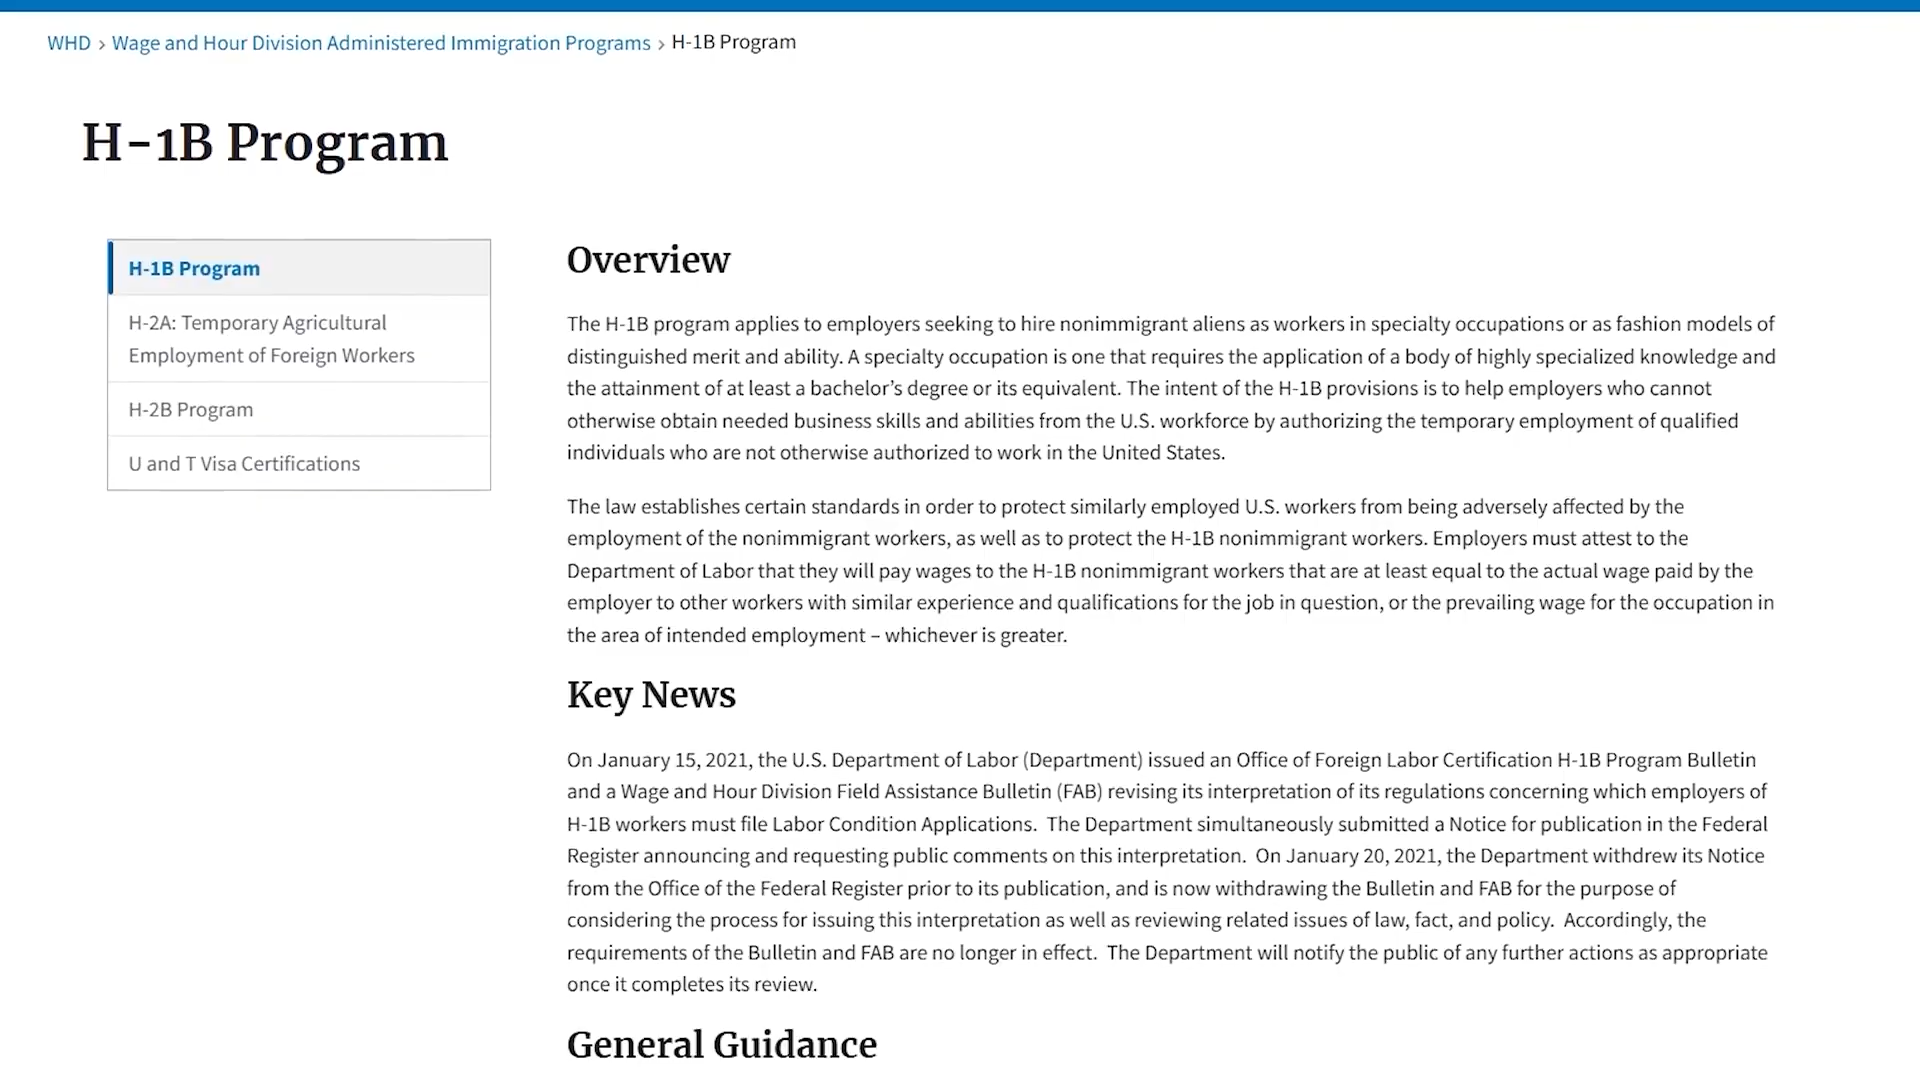 WHD › Wage and Hour Division Administered Immigration Programs › H-1B Program
H-1B Program
H-1B Program
H-2A: Temporary Agricultural
Employment of Foreign Workers
H-2B Program
U and T Visa Certifications
Overview
The H-1B program applies to employers seeking to hire nonimmigrant aliens as workers in specialty occupations or as fashion models of
distinguished merit and ability. A specialty occupation is one that requires the application of a body of highly specialized knowledge and
the attainment of at least a bachelor’s degree or its equivalent. The intent of the H-1B provisions is to help employers who cannot
otherwise obtain needed business skills and abilities from the U.S. workforce by authorizing the temporary employment of qualified
individuals who are not otherwise authorized to work in the United States.
The law establishes certain standards in order to protect similarly employed U.S. workers from being adversely affected by the
employment of the nonimmigrant workers, as well as to protect the H-1B nonimmigrant workers. Employers must attest to the
Department of Labor that they will pay wages to the H-1B nonimmigrant workers that are at least equal to the actual wage paid by the
employer to other workers with similar experience and qualifications for the job in question, or the prevailing wage for the occupation in
the area of intended employment – whichever is greater.
Key News
On January 15, 2021, the U.S. Department of Labor (Department) issued an Office of Foreign Labor Certification H-1B Program Bulletin
and a Wage and Hour Division Field Assistance Bulletin (FAB) revising its interpretation of its regulations concerning which employers of
H-1B workers must file Labor Condition Applications. The Department simultaneously submitted a Notice for publication in the Federal
Register announcing and requesting public comments on this interpretation. On January 20, 2021, the Department withdrew its Notice
from the Office of the Federal Register prior to its publication, and is now withdrawing the Bulletin and FAB for the purpose of
considering the process for issuing this interpretation as well as reviewing related issues of law, fact, and policy. Accordingly, the
requirements of the Bulletin and FAB are no longer in effect. The Department will notify the public of any further actions as appropriate
once it completes its review.
General Guidance